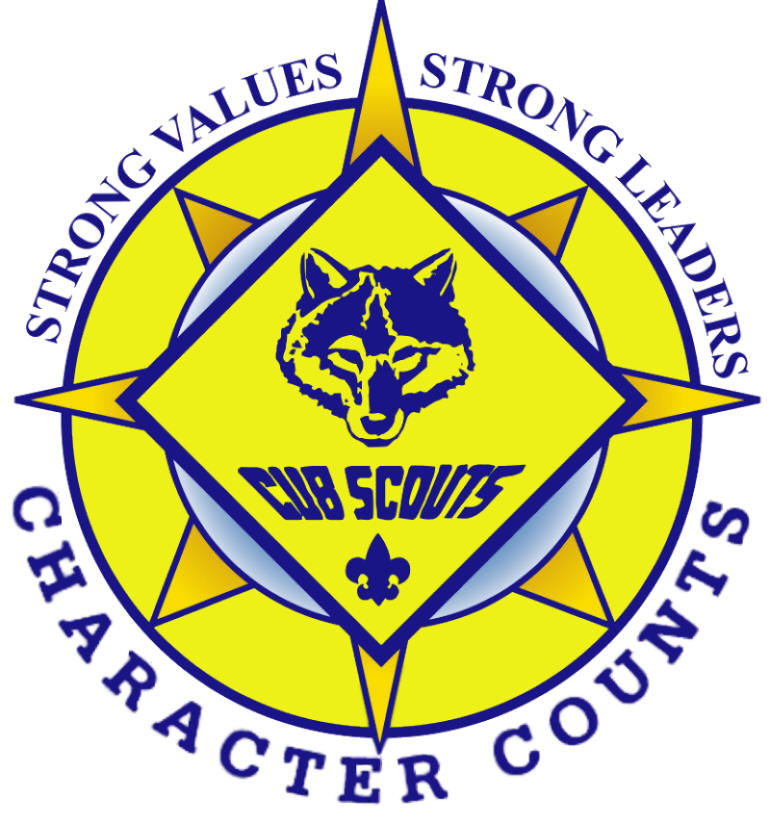 STRONG VALUES STRONG LEADERS
CUB SCOUTS
CHARACTER COUNTS